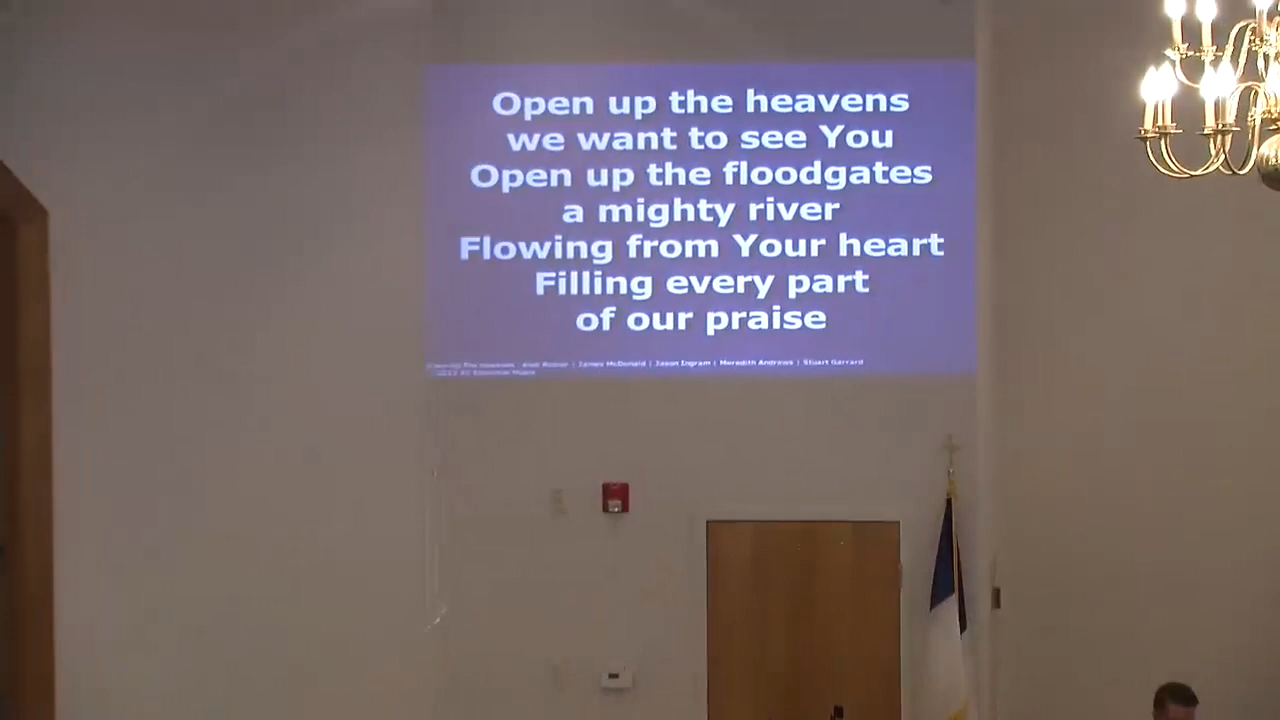 Open up the heavens
we want to see You
Open up the floodgates
a mighty river
Flowing from Your heart
Filling every part
of our praise
James McDonald | Jason Ingram | Meredith Andrews | Stuart Garrard